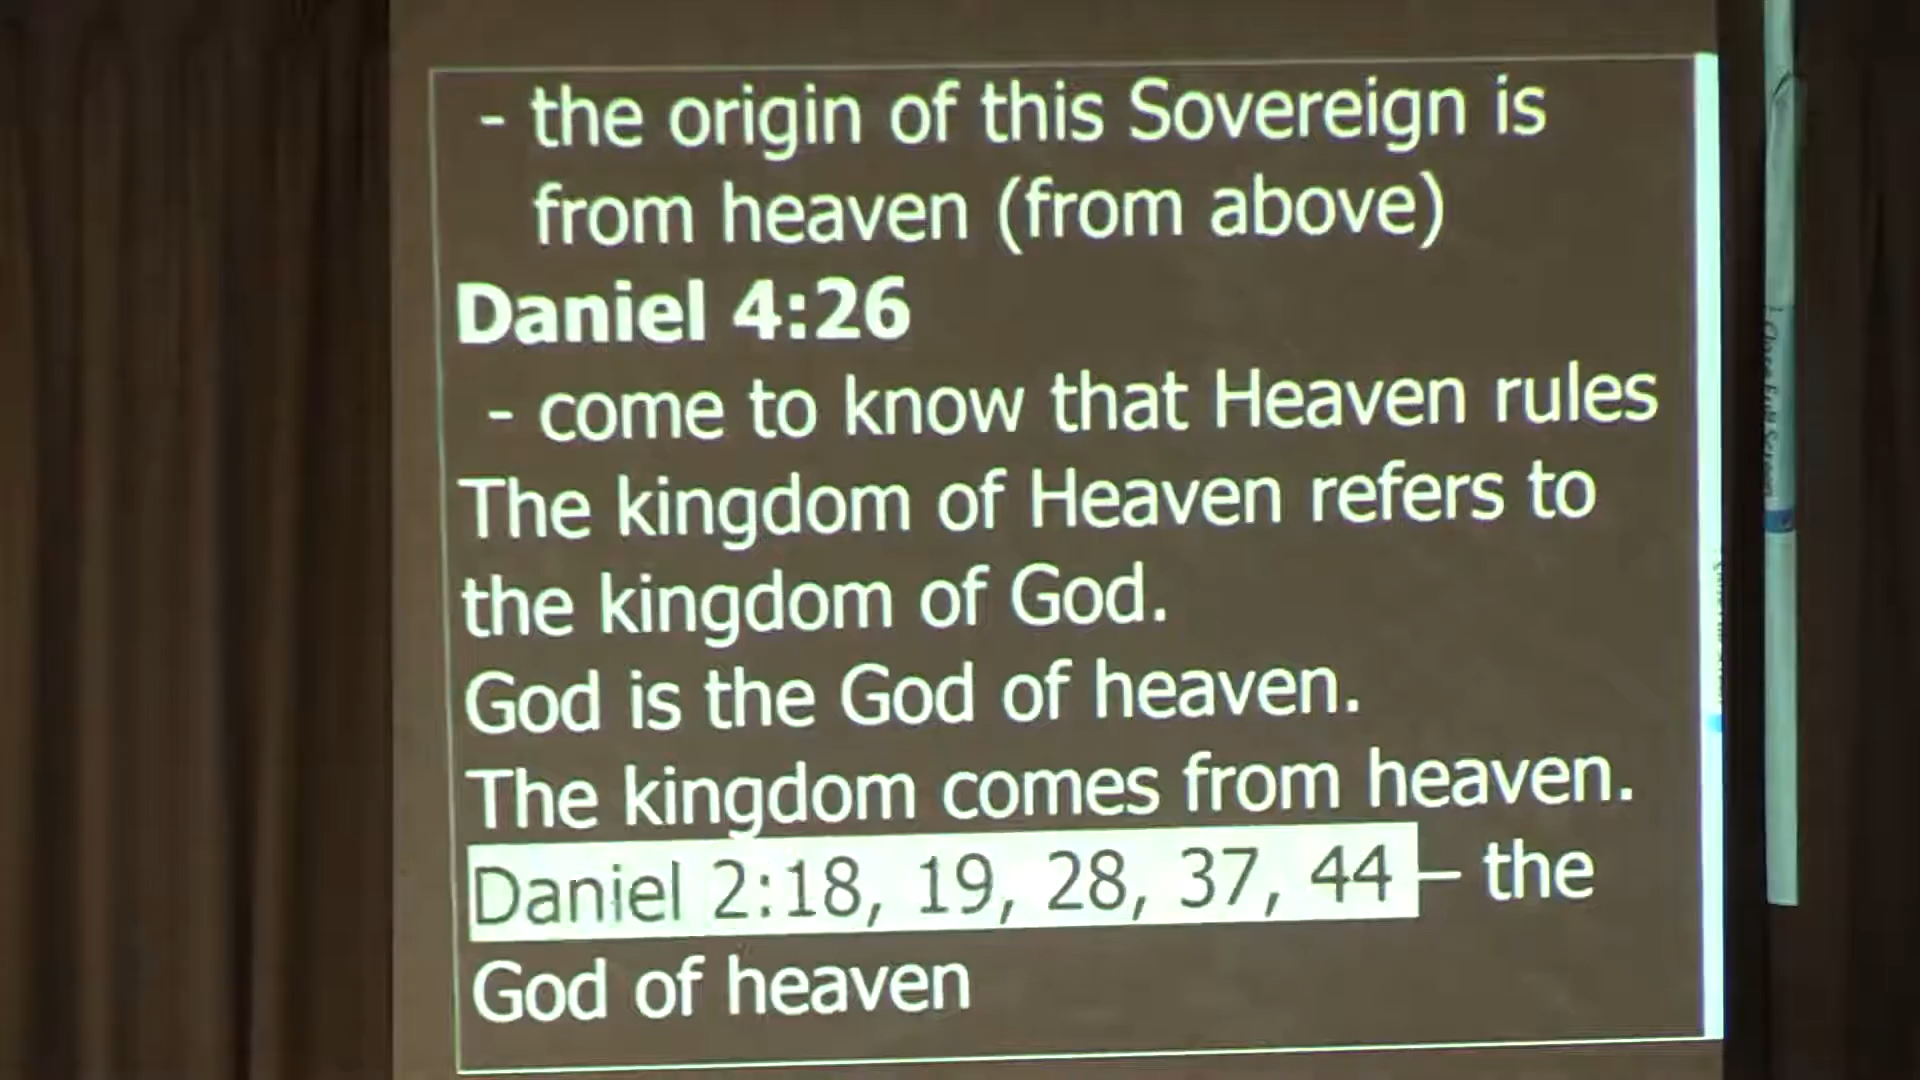 - the origin of this Sovereign is
from heaven (from above)
Daniel 4:26
- come to know that Heaven rules
The kingdom of Heaven refers to
the kingdom of God.
God is the God of heaven.
The kingdom comes from heaven.
Daniel 2:18, 19, 28, 37, 44 – the
God of heaven